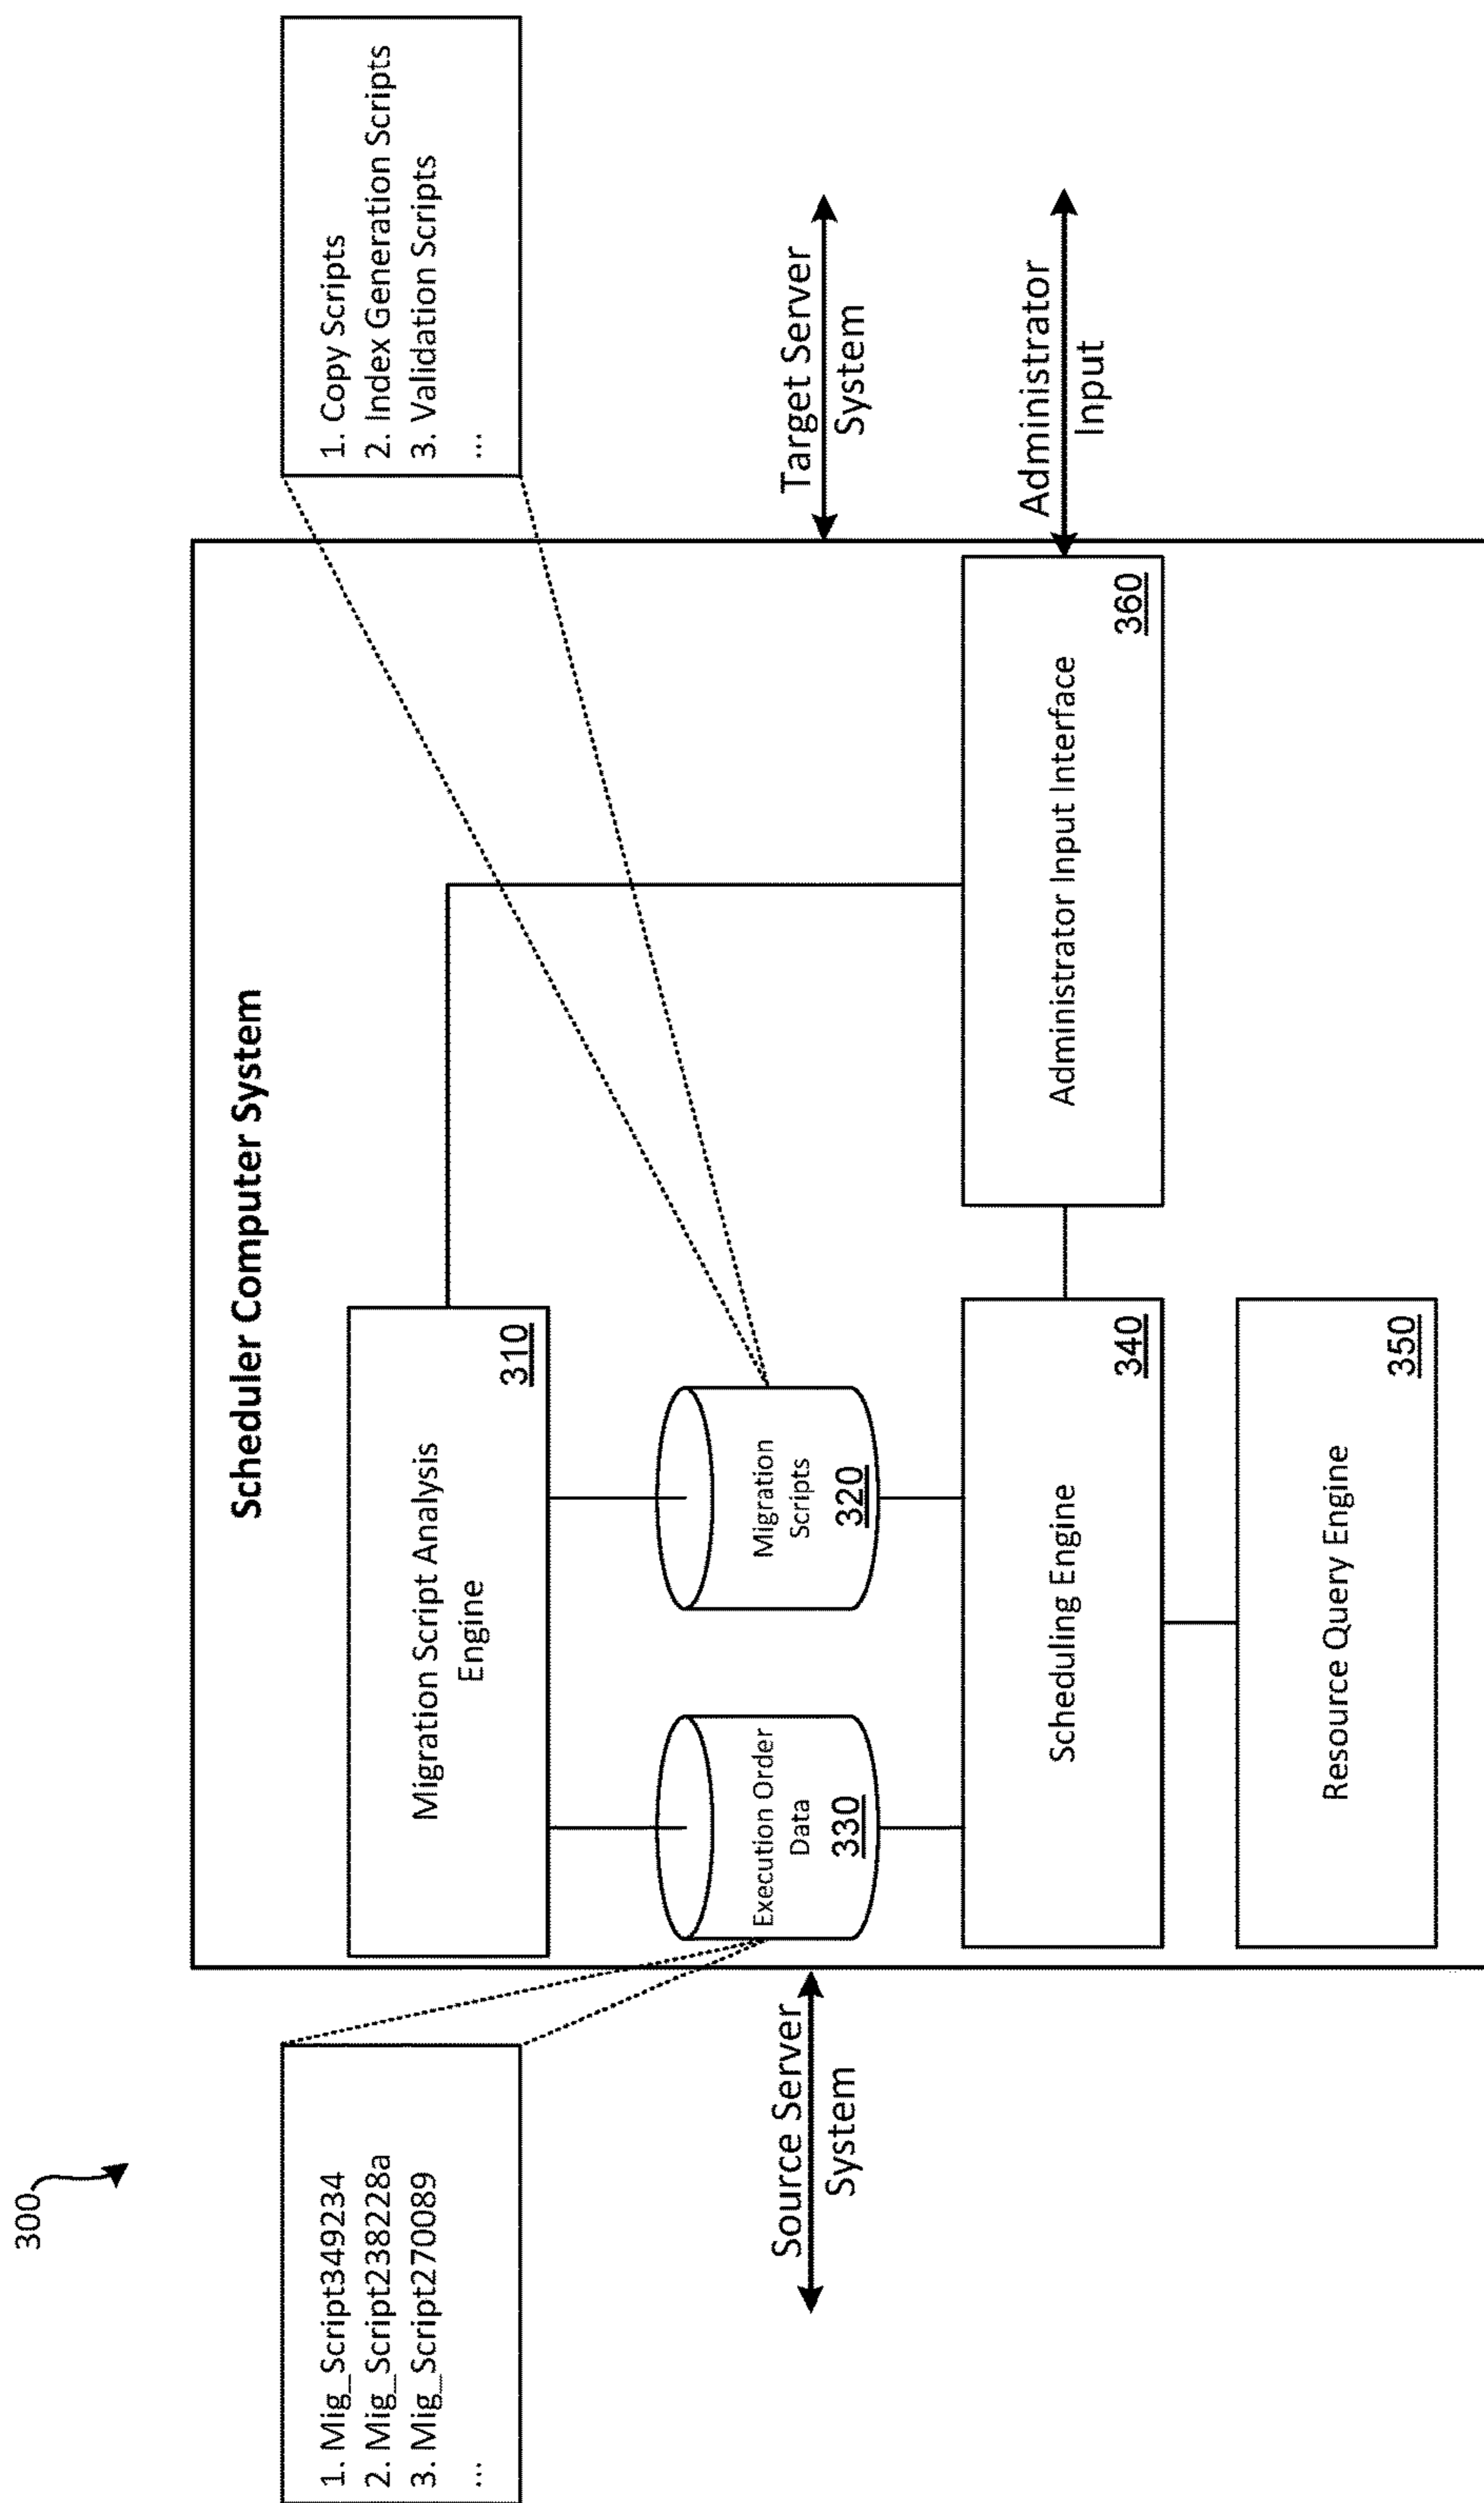 300
Scheduler Computer System
1. Mig_Script349234
2. Mig_Script238228a
3. Mig_Script270089
...
Migration Script Analysis
Engine
310
1. Copy Scripts
2. Index Generation Scripts
3. Validation Scripts
...
Execution Order
Data
330
Migration
Scripts
320
Source Server
System
Target Server
System
Scheduling Engine
340
Administrator Input Interface
360
Administrator
Input
Resource Query Engine
350